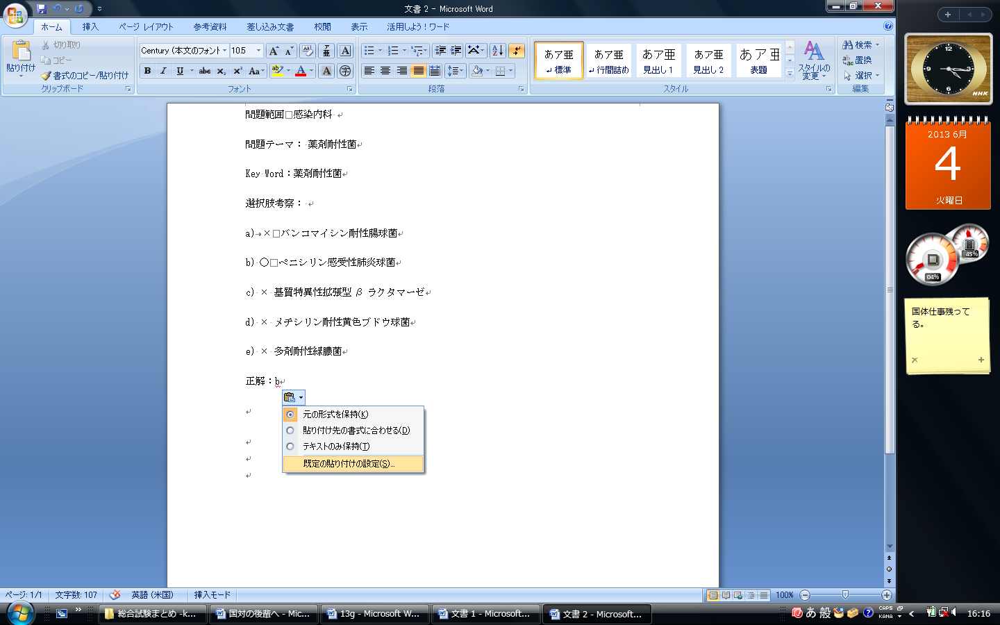 文書 2 - Microsoft Word
ホーム 挿入 ページ レイアウト 参考資料 差し込み文書 校閲 表示 活用しよう！ワード
貼り付け
切り取り
コピー
書式のコピー/貼り付け
クリップボード
Century (本文のフォント 10.5
フォント
段落
あア亜 あア亜 あア亜 あア亜 あア亜
標準 行間詰め 見出し 1 見出し 2 表題
スタイルの変更
スタイル
検索
置換
選択
編集
問題範囲□感染内科
問題テーマ： 薬剤耐性菌
Key Word：薬剤耐性菌
選択肢考察：
a)→×□バンコマイシン耐性腸球菌
b) ○□ペニシリン感受性肺炎球菌
c) × 基質特異性拡張型 β ラクタマーゼ
d) × メチシリン耐性黄色ブドウ球菌
e) × 多剤耐性緑膿菌
正解：b
元の形式を保持(K)
貼り付け先の書式に合わせる(D)
テキストのみ保持(T)
既定の貼り付けの設定(S)...
12
3
6
9
NHK
2013 6月
4
火曜日
45%
04%
国体仕事残って
る。
ページ: 1/1 文字数: 107 英語 (米国) 挿入モード 100%
総合試験まとめ -k... 国対の後輩へ - Mic... 13g - Microsoft W... 文書 1 - Microsoft... 文書 2 - Microsoft...
あ 般 CAPS KANA 16:16